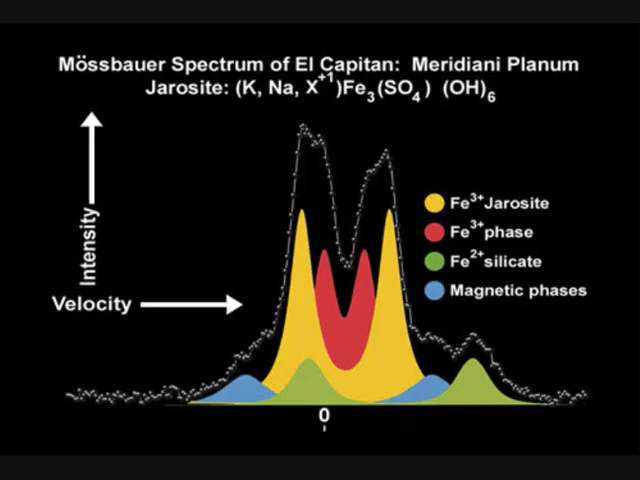 Mössbauer Spectrum of El Capitan: Meridiani Planum
Jarosite: (K, Na, X⁺¹)Fe₃(SO₄) (OH)₆
Intensity
Velocity
Fe³⁺Jarosite
Fe³⁺phase
Fe²⁺silicate
Magnetic phases
0